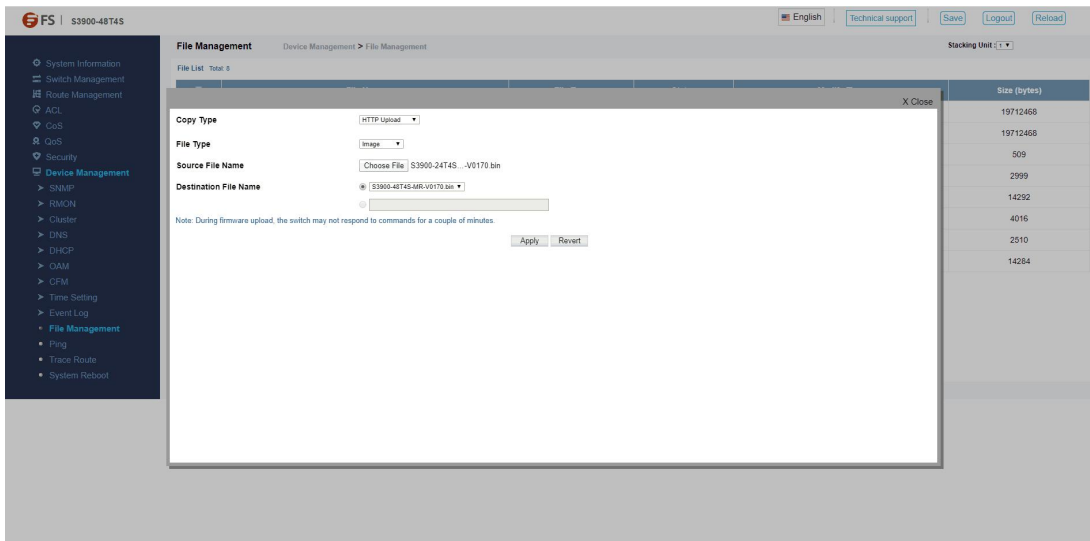 FS | S3900-48T4S
English
Technical support
Save
Logout
Reload
File Management
Device Management > File Management
Stacking Unit : 1
File List Total: 8
System Information
Switch Management
Route Management
ACL
CoS
QoS
Security
Device Management
SNMP
RMON
Cluster
DNS
DHCP
OAM
CFM
Time Setting
Event Log
File Management
Ping
Trace Route
System Reboot
X Close
Copy Type HTTP Upload
File Type Image
Source File Name Choose File S3900-24T4S...-V0170.bin
Destination File Name S3900-48T4S-MR-V0170.bin
Note: During firmware upload, the switch may not respond to commands for a couple of minutes.
Apply Revert
Size (bytes)
19712468
19712468
509
2999
14292
4016
2510
14284